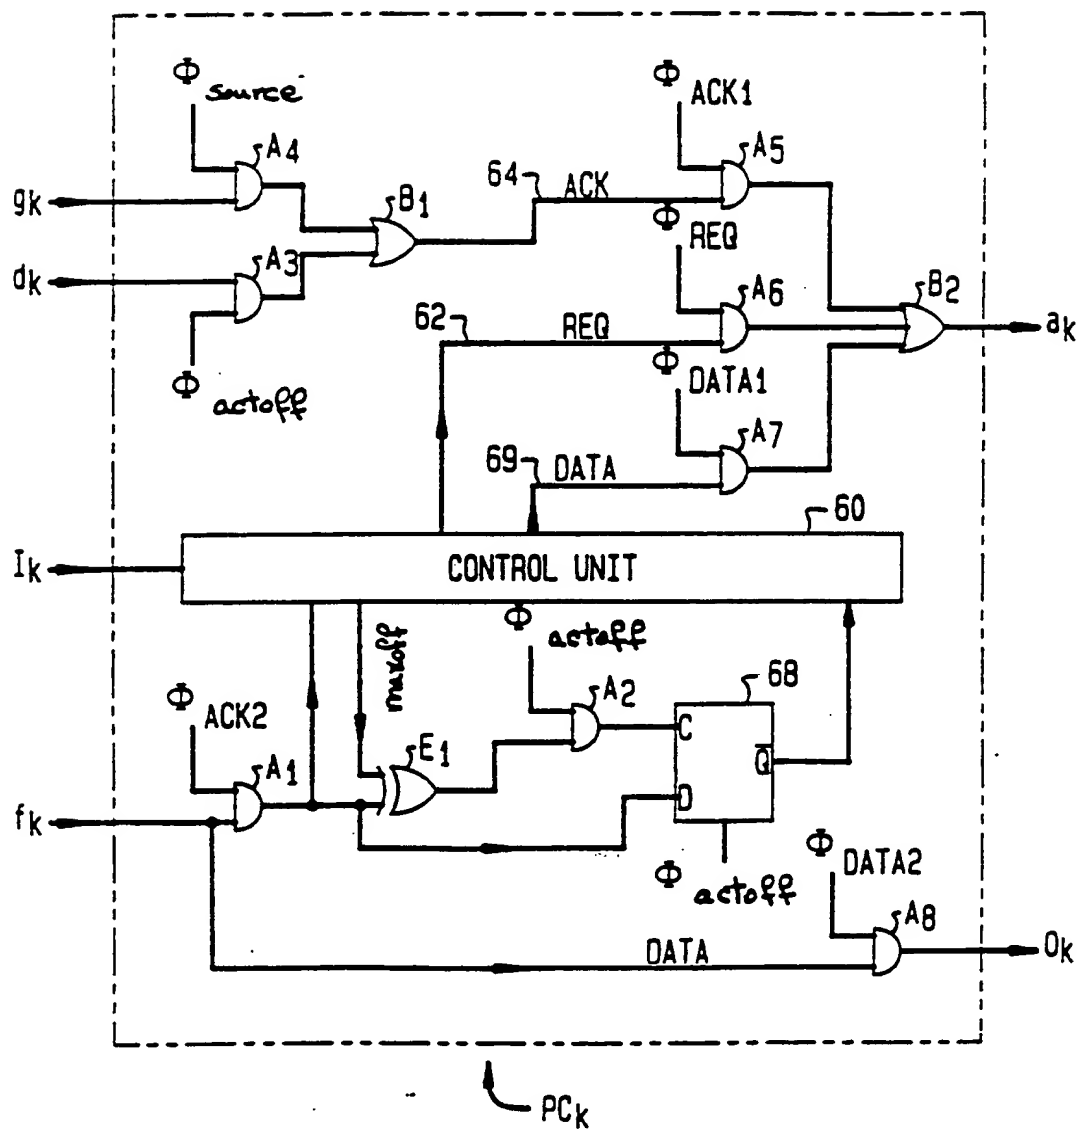 Φ source
Φ ACK1
A4
A5
gk
B1
64 ACK
Φ REQ
dk
A3
A6
B2
62 REQ
ak
Φ actoff
Φ DATA1
A7
69 DATA
60
Ik
CONTROL UNIT
Φ actoff
maxoff
Φ ACK2
A2
68
A1
E1
C
Q̅
D
fk
Φ actoff
Φ DATA2
A8
DATA
Ok
PCk